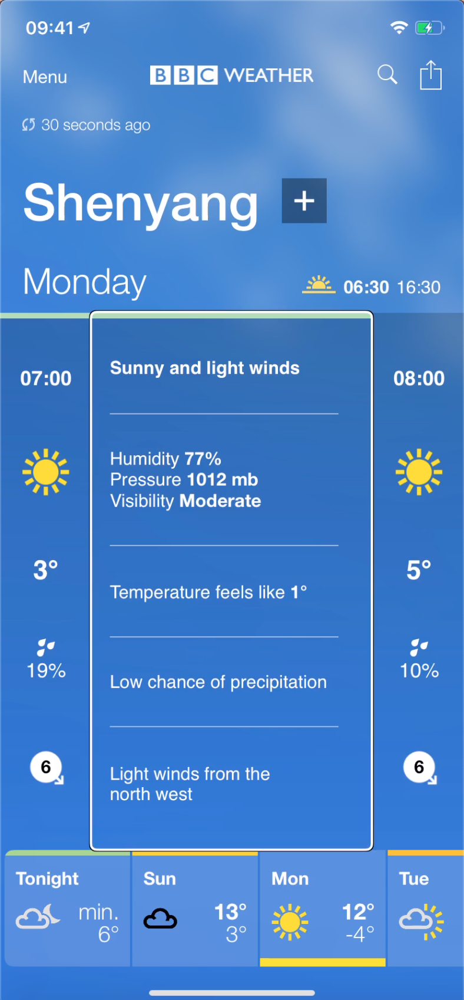 09:41
Menu
BBC WEATHER
30 seconds ago
Shenyang +
Monday
06:30 16:30
07:00
3°
19%
6
Sunny and light winds
Humidity 77%
Pressure 1012 mb
Visibility Moderate
Temperature feels like 1°
Low chance of precipitation
Light winds from the
north west
08:00
5°
10%
6
Tonight
min.
6°
Sun
13°
3°
Mon
12°
-4°
Tue